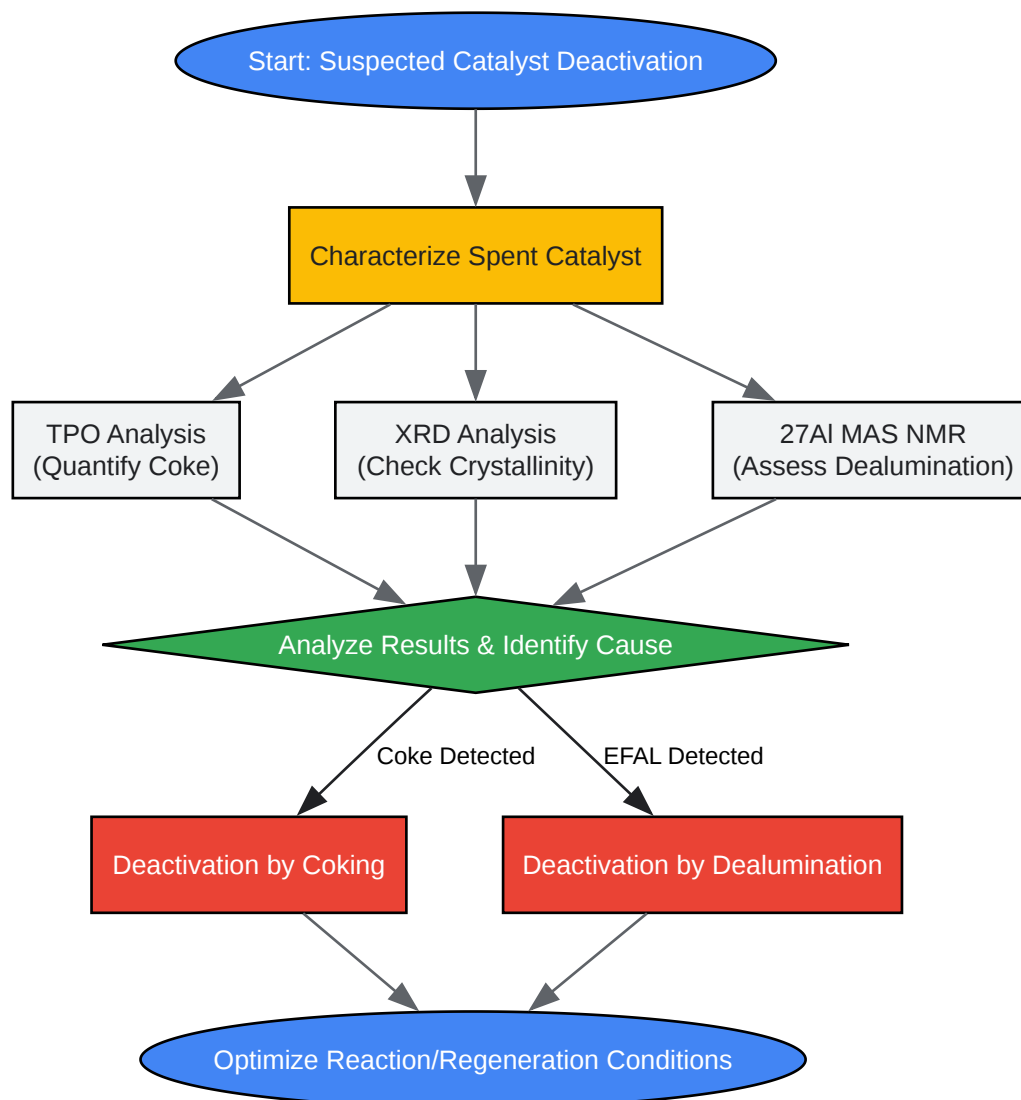 Start: Suspected Catalyst Deactivation
Characterize Spent Catalyst
TPO Analysis
(Quantify Coke)
XRD Analysis
(Check Crystallinity)
27Al MAS NMR
(Assess Dealumination)
Analyze Results & Identify Cause
Coke Detected
EFAL Detected
Deactivation by Coking
Deactivation by Dealumination
Optimize Reaction/Regeneration Conditions